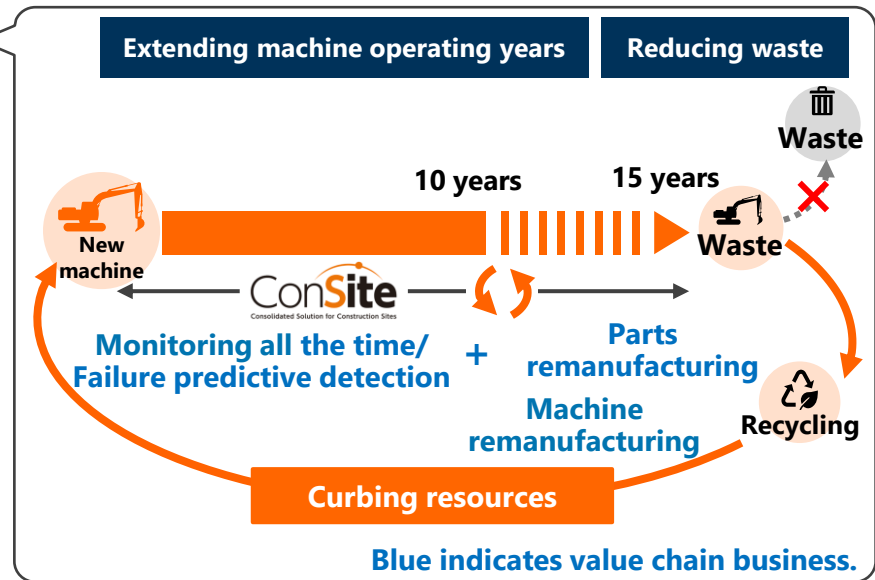 Extending machine operating years
Reducing waste
Waste
10 years
15 years
New
machine
Waste
ConSite
Consolidated Solution for Construction Sites
Monitoring all the time/
Failure predictive detection
+
Parts
remanufacturing
Machine
remanufacturing
Recycling
Curbing resources
Blue indicates value chain business.